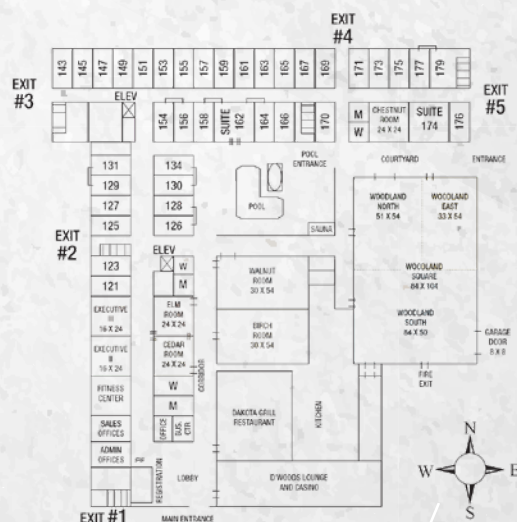 EXIT
#4
143 145 147 149 151 153 155 157 159 161 163 165 167 169 171 173 175 177 179
EXIT
#3
EXIT
#5
ELEV
154 156 158 SUITE 162 164 166 170
M
W
CHESTNUT
ROOM
24 X 24
SUITE
174
176
131
129
127
125
134
130
128
126
POOL
ENTRANCE
POOL
SAUNA
COURTYARD
ENTRANCE
WOODLAND
NORTH
51 X 54
WOODLAND
EAST
33 X 54
WOODLAND
SQUARE
84 X 104
WOODLAND
SOUTH
84 X 50
GARAGE
DOOR
8 X 8
FIRE
EXIT
EXIT
#2
ELEV
W
M
123
121
EXECUTIVE
III
16 X 24
EXECUTIVE
II
16 X 24
FITNESS
CENTER
SALES
OFFICES
ADMIN
OFFICES
ELM
ROOM
24 X 24
CEDAR
ROOM
24 X 24
W
M
OFFICE
BUS.
CTR
CORRIDOR
WALNUT
ROOM
30 X 54
BIRCH
ROOM
30 X 54
DAKOTA GRILL
RESTAURANT
KITCHEN
REGISTRATION
LOBBY
D'WOODS LOUNGE
AND CASINO
EXIT #1
MAIN ENTRANCE
N
W
E
S